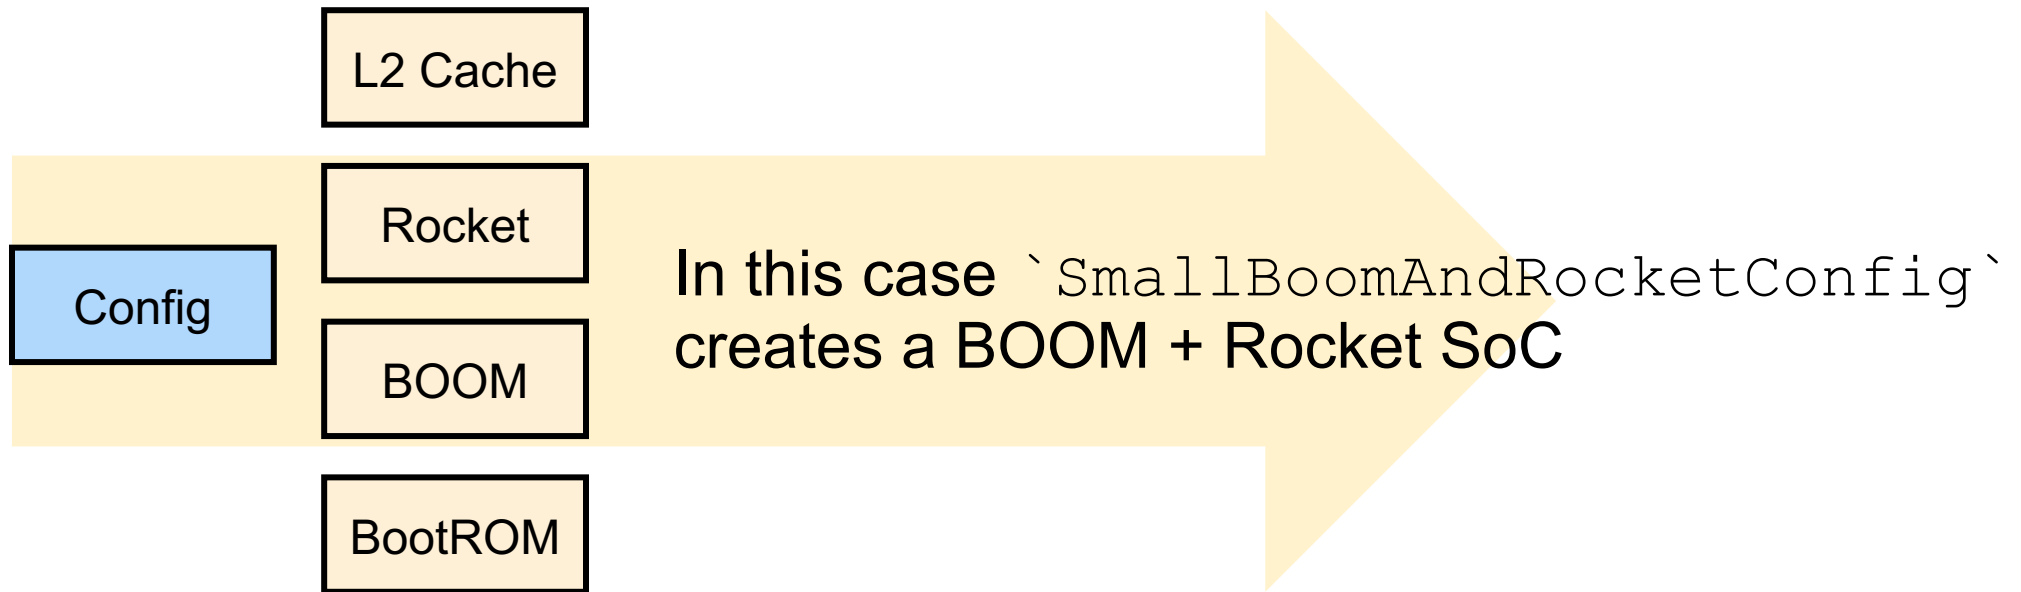 L2 Cache
Rocket
Config
BOOM
BootROM
In this case `SmallBoomAndRocketConfig`
creates a BOOM + Rocket SoC